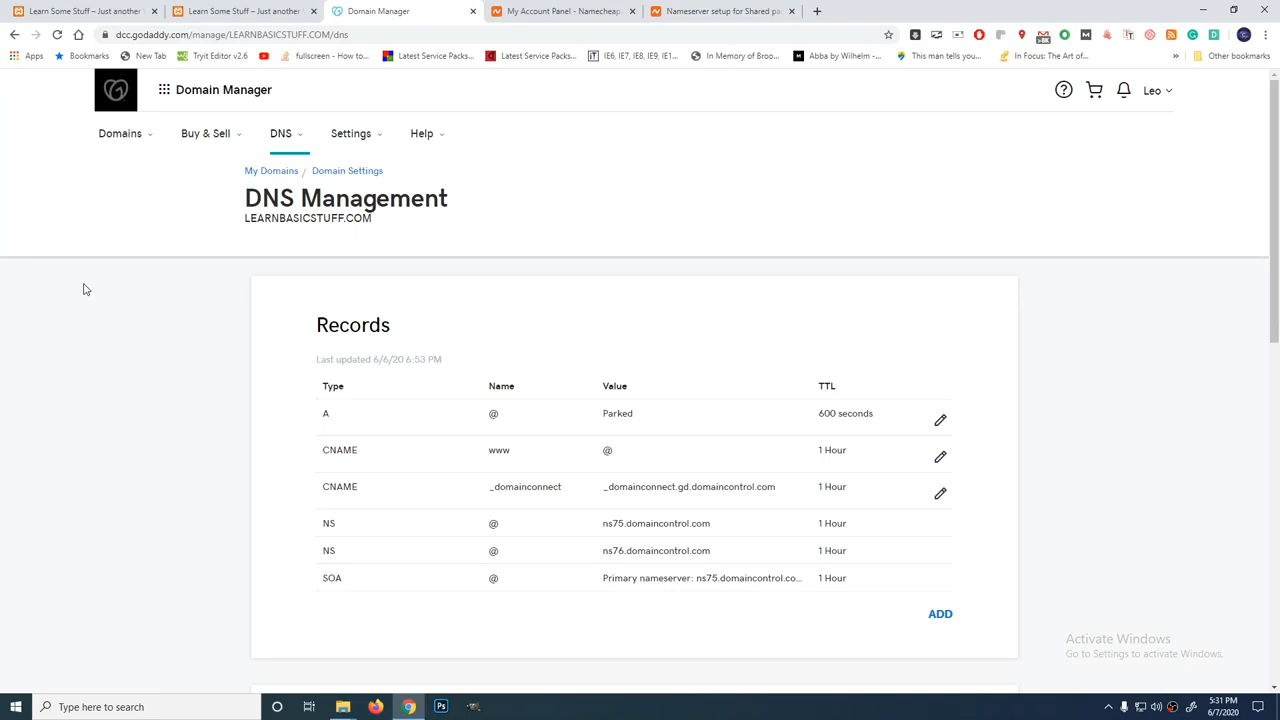 Learn Some Stuff – Just another
Learn Some Stuff – Just another
Domain Manager
My Account Panel - Namecheap
Nameserver setup for Shared pa
dcc.godaddy.com/manage/LEARNBASICSTUFF.COM/dns
Apps
Bookmarks
New Tab
Tryit Editor v2.6
fullscreen - How to...
Latest Service Packs...
Latest Service Packs...
IE6, IE7, IE8, IE9, IE1...
In Memory of Broo...
Abba by Wilhelm -...
This man tells you...
In Focus: The Art of...
»
Other bookmarks
Domain Manager
Leo
Domains
Buy & Sell
DNS
Settings
Help
My Domains / Domain Settings
DNS Management
LEARNBASICSTUFF.COM
Records
Last updated 6/6/20 6:53 PM
Type Name Value TTL
A @ Parked 600 seconds
CNAME www @ 1 Hour
CNAME _domainconnect _domainconnect.gd.domaincontrol.com 1 Hour
NS @ ns75.domaincontrol.com 1 Hour
NS @ ns76.domaincontrol.com 1 Hour
SOA @ Primary nameserver: ns75.domaincontrol.co... 1 Hour
ADD
Activate Windows
Go to Settings to activate Windows.
Type here to search
5:31 PM
6/7/2020